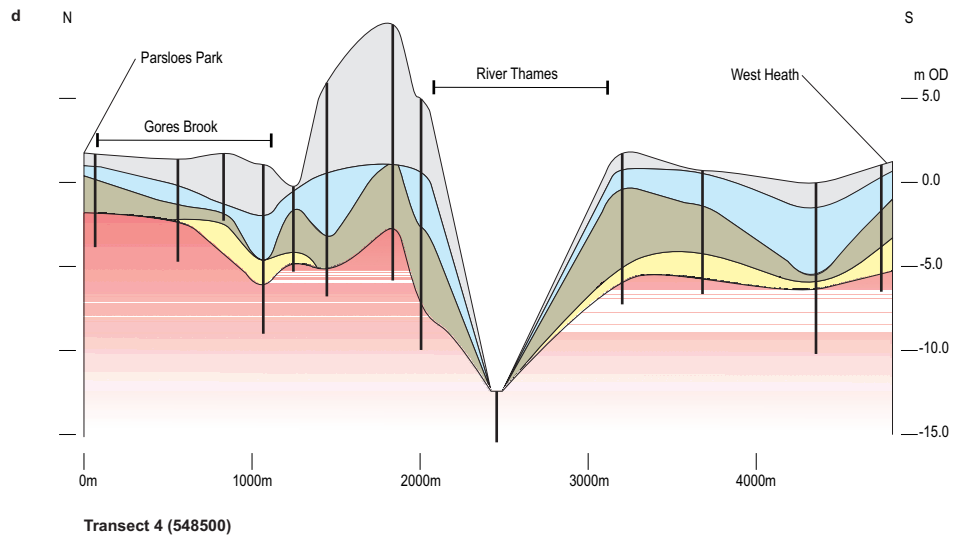 d
N
S
Parsloes Park
River Thames
West Heath
m OD
5.0
Gores Brook
0.0
-5.0
-10.0
-15.0
0m
1000m
2000m
3000m
4000m
Transect 4 (548500)